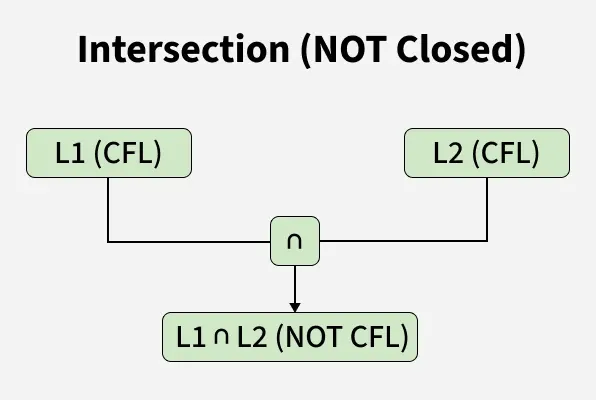 Intersection (NOT Closed)
L1 (CFL)
L2 (CFL)
∩
L1 ∩ L2 (NOT CFL)